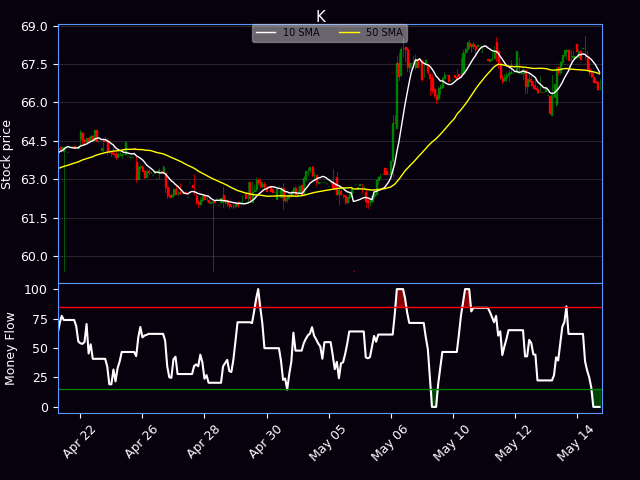 K
10 SMA
50 SMA
Stock price
69.0
67.5
66.0
64.5
63.0
61.5
60.0
Money Flow
100
75
50
25
0
Apr 22
Apr 26
Apr 28
Apr 30
May 05
May 06
May 10
May 12
May 14